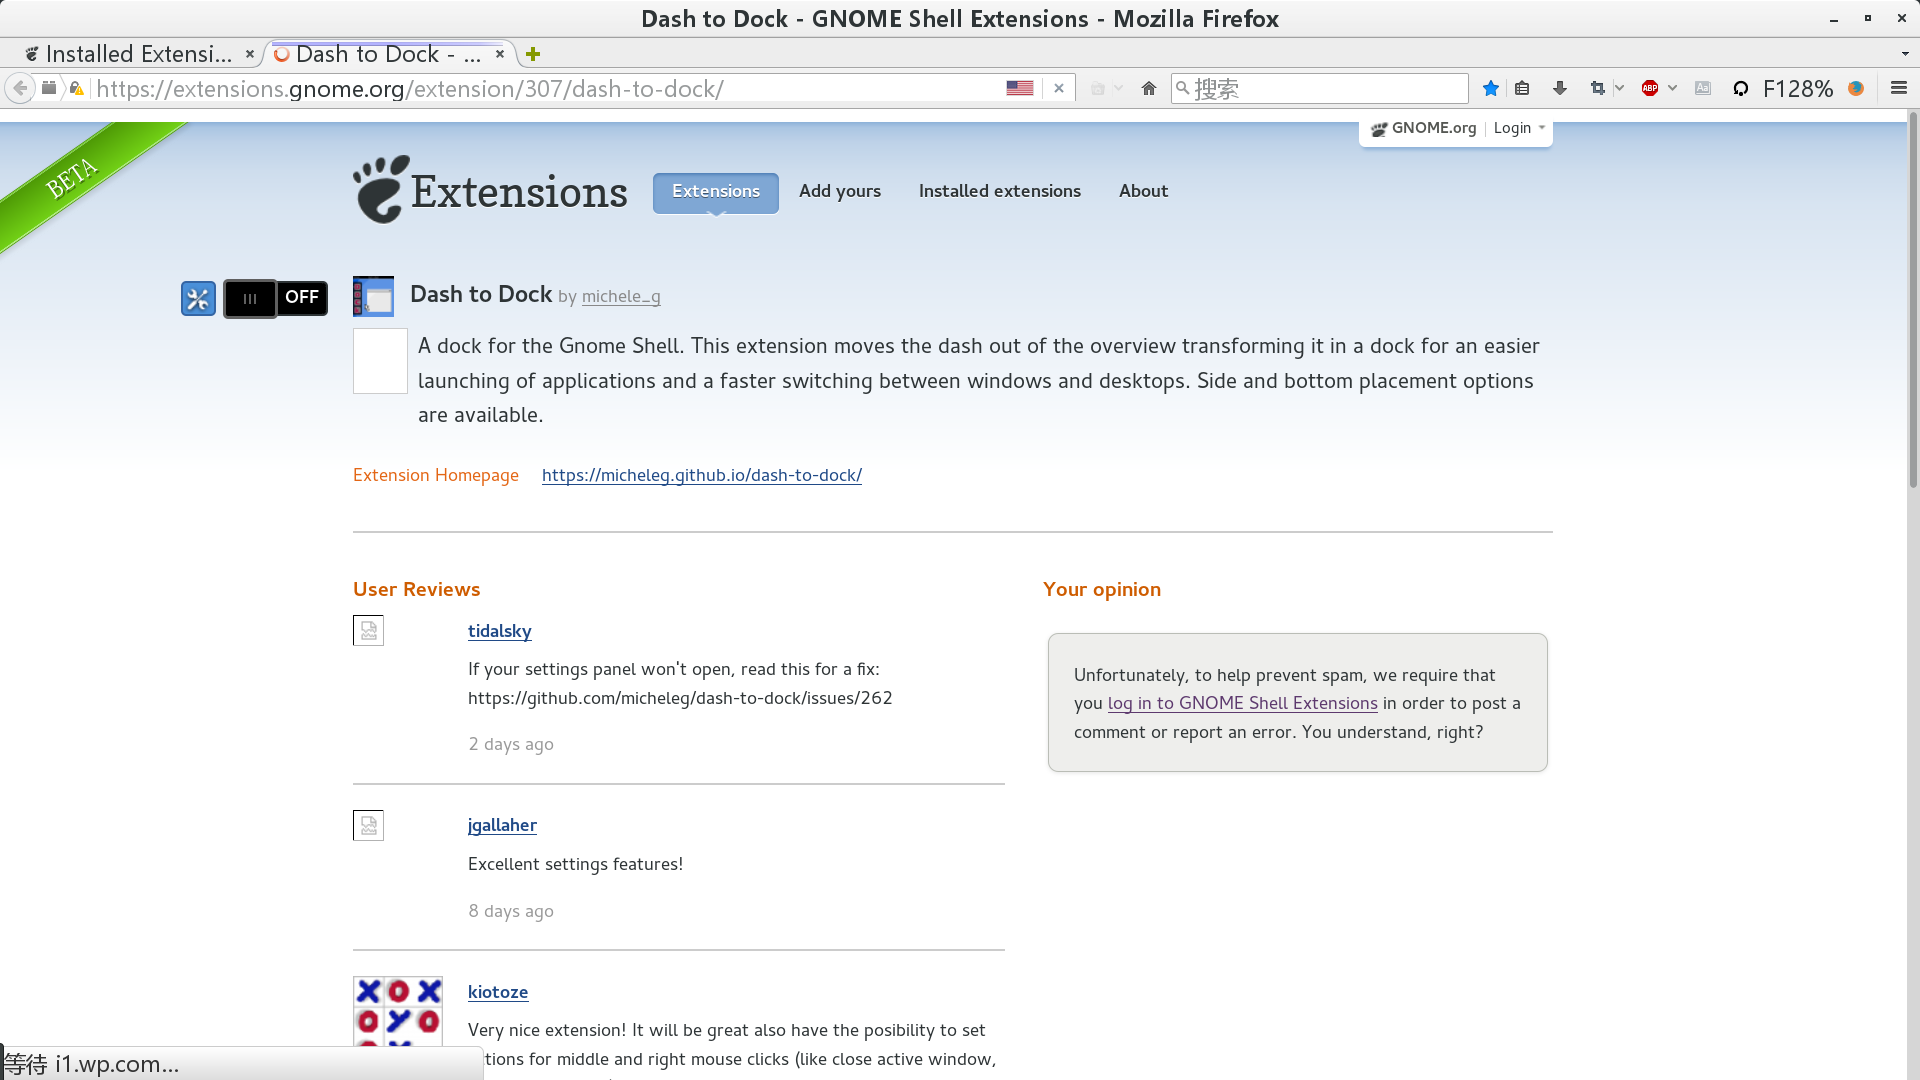 Dash to Dock - GNOME Shell Extensions - Mozilla Firefox
Installed Extensi...
Dash to Dock - ...
https://extensions.gnome.org/extension/307/dash-to-dock/
搜索
ABP
Aa
F128%
BETA
GNOME.org
Login
Extensions
Extensions
Add yours
Installed extensions
About
OFF
Dash to Dock by michele_g
A dock for the Gnome Shell. This extension moves the dash out of the overview transforming it in a dock for an easier
launching of applications and a faster switching between windows and desktops. Side and bottom placement options
are available.
Extension Homepage https://micheleg.github.io/dash-to-dock/
User Reviews
tidalsky
If your settings panel won't open, read this for a fix:
https://github.com/micheleg/dash-to-dock/issues/262
2 days ago
jgallaher
Excellent settings features!
8 days ago
kiotoze
Very nice extension! It will be great also have the posibility to set
tions for middle and right mouse clicks (like close active window,
Your opinion
Unfortunately, to help prevent spam, we require that
you log in to GNOME Shell Extensions in order to post a
comment or report an error. You understand, right?
等待 i1.wp.com...